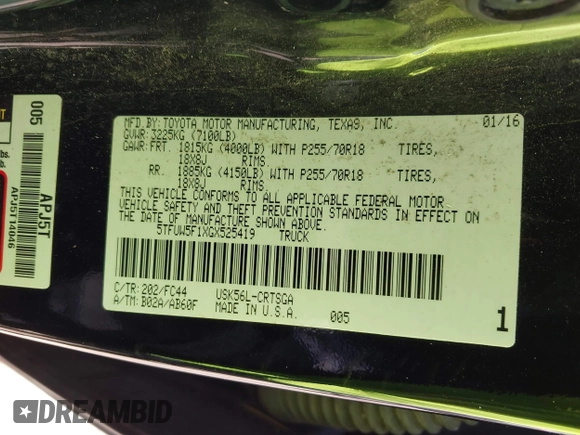 MFD.BY:TOYOTA MOTOR MANUFACTURING, TEXAS, INC. 01/16
GVWR: 3225KG (7100LB)
GAWR: FRT. 1815KG (4000LB) WITH P255/70R18 TIRES,
18X8J RIMS.
RR. 1885KG (4150LB) WITH P255/70R18 TIRES,
18X8J RIMS.
THIS VEHICLE CONFORMS TO ALL APPLICABLE FEDERAL MOTOR
VEHICLE SAFETY AND THEFT PREVENTION STANDARDS IN EFFECT ON
THE DATE OF MANUFACTURE SHOWN ABOVE.
5TFUW5F1XGX525419 TRUCK
C/TR:202/FC44 USK56L-CRTSGA
A/TM:B02A/AB60F MADE IN U.S.A. 005
1
005
APJ5T
APJ5T14046
lbs.
DREAMBID